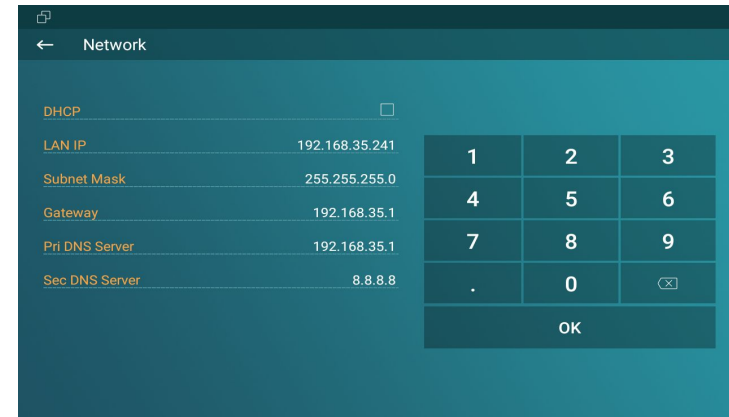 Network
DHCP
LAN IP 192.168.35.241
Subnet Mask 255.255.255.0
Gateway 192.168.35.1
Pri DNS Server 192.168.35.1
Sec DNS Server 8.8.8.8
1 2 3
4 5 6
7 8 9
. 0
OK